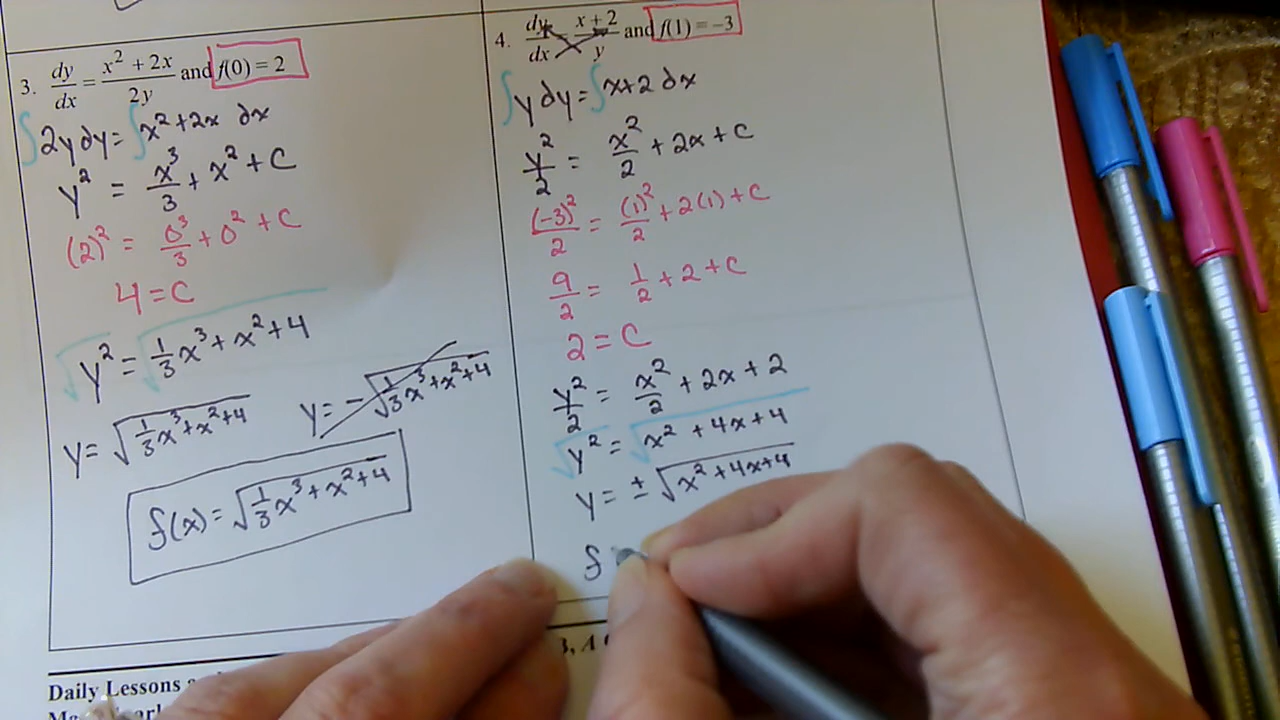 3. dy/dx = x² + 2x / 2y and f(0) = 2
∫2y dy = ∫x² + 2x dx
y² = x³/3 + x² + C
(2)² = 0³/3 + 0² + C
4 = C
√y² = √1/3x³ + x² + 4
y = √1/3x³ + x² + 4 y = -√1/3x³ + x² + 4
f(x) = √1/3x³ + x² + 4
4. dy/dx = x + 2 / y and f(1) = -3
∫y dy = ∫x+2 dx
y²/2 = x²/2 + 2x + C
(-3)²/2 = (1)²/2 + 2(1) + C
9/2 = 1/2 + 2 + C
2 = C
y²/2 = x²/2 + 2x + 2
√y² = √x² + 4x + 4
y = ± √x² + 4x + 4
f
Daily Lessons